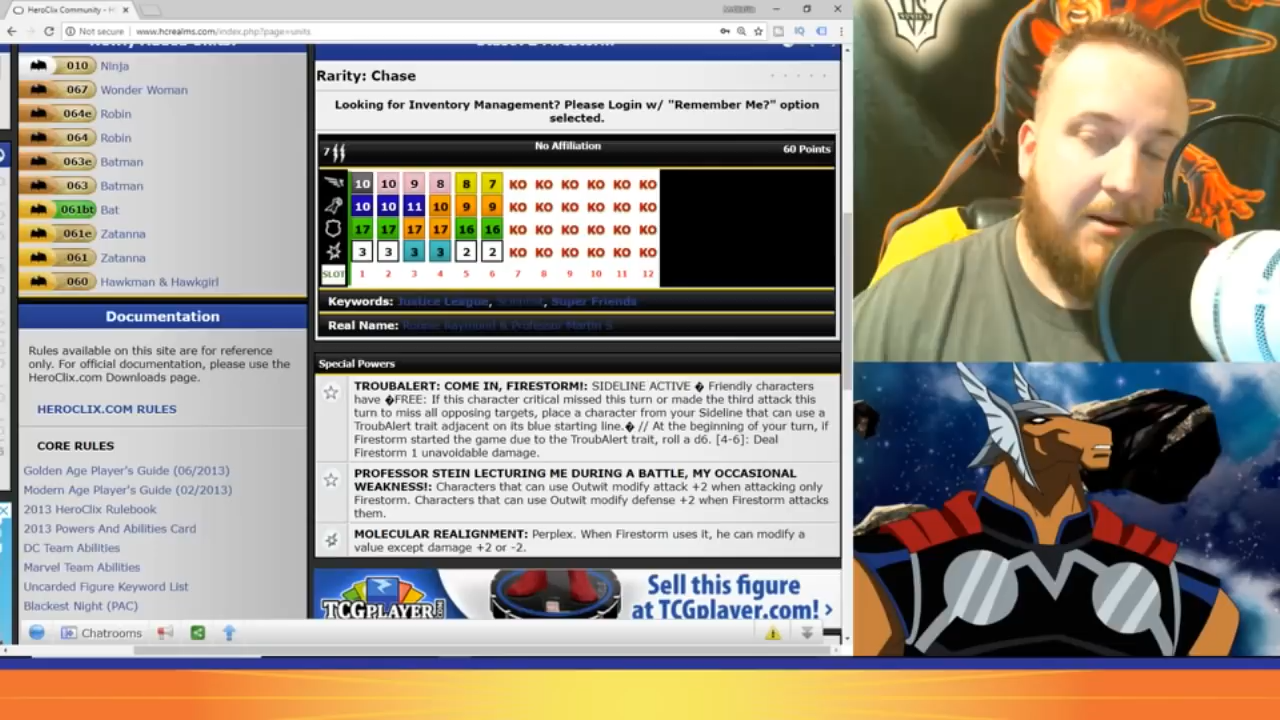 HeroClix Community -
Not secure | www.hcrealms.com/index.php?page=units
010 Ninja
067 Wonder Woman
064e Robin
064 Robin
063e Batman
063 Batman
061bt Bat
061e Zatanna
061 Zatanna
060 Hawkman & Hawkgirl
Documentation
Rules available on this site are for reference
only. For official documentation, please use the
HeroClix.com Downloads page.
HEROCLIX.COM RULES
CORE RULES
Golden Age Player's Guide (06/2013)
Modern Age Player's Guide (02/2013)
2013 HeroClix Rulebook
2013 Powers And Abilities Card
DC Team Abilities
Marvel Team Abilities
Uncarded Figure Keyword List
Blackest Night (PAC)
Chatrooms
Rarity: Chase
Looking for Inventory Management? Please Login w/ "Remember Me?" option
selected.
7 No Affiliation 60 Points
10 10 9 8 8 7 KO KO KO KO KO KO
10 10 11 10 9 9 KO KO KO KO KO KO
17 17 17 17 16 16 KO KO KO KO KO KO
3 3 3 3 2 2 KO KO KO KO KO KO
SLOT 1 2 3 4 5 6 7 8 9 10 11 12
Keywords: Justice League, Scientist, Super Friends
Real Name: Ronnie Raymond & Professor Martin S
Special Powers
TROUBALERT: COME IN, FIRESTORM!: SIDELINE ACTIVE � Friendly characters
have �FREE: If this character critical missed this turn or made the third attack this
turn to miss all opposing targets, place a character from your Sideline that can use a
TroubAlert trait adjacent on its blue starting line.� // At the beginning of your turn, if
Firestorm started the game due to the TroubAlert trait, roll a d6. [4-6]: Deal
Firestorm 1 unavoidable damage.
PROFESSOR STEIN LECTURING ME DURING A BATTLE, MY OCCASIONAL
WEAKNESS!: Characters that can use Outwit modify attack +2 when attacking only
Firestorm. Characters that can use Outwit modify defense +2 when Firestorm attacks
them.
MOLECULAR REALIGNMENT: Perplex. When Firestorm uses it, he can modify a
value except damage +2 or -2.
TCGPLAYER.COM
Sell this figure
at TCGplayer.com! ›